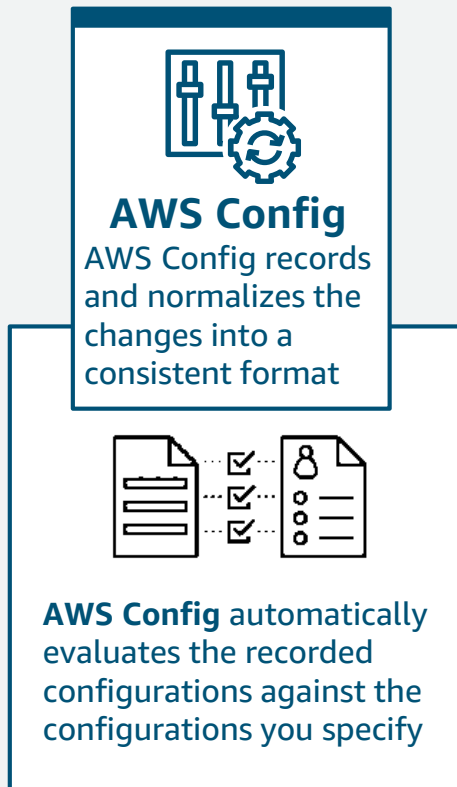 AWS Config
AWS Config records
and normalizes the
changes into a
consistent format
AWS Config automatically
evaluates the recorded
configurations against the
configurations you specify